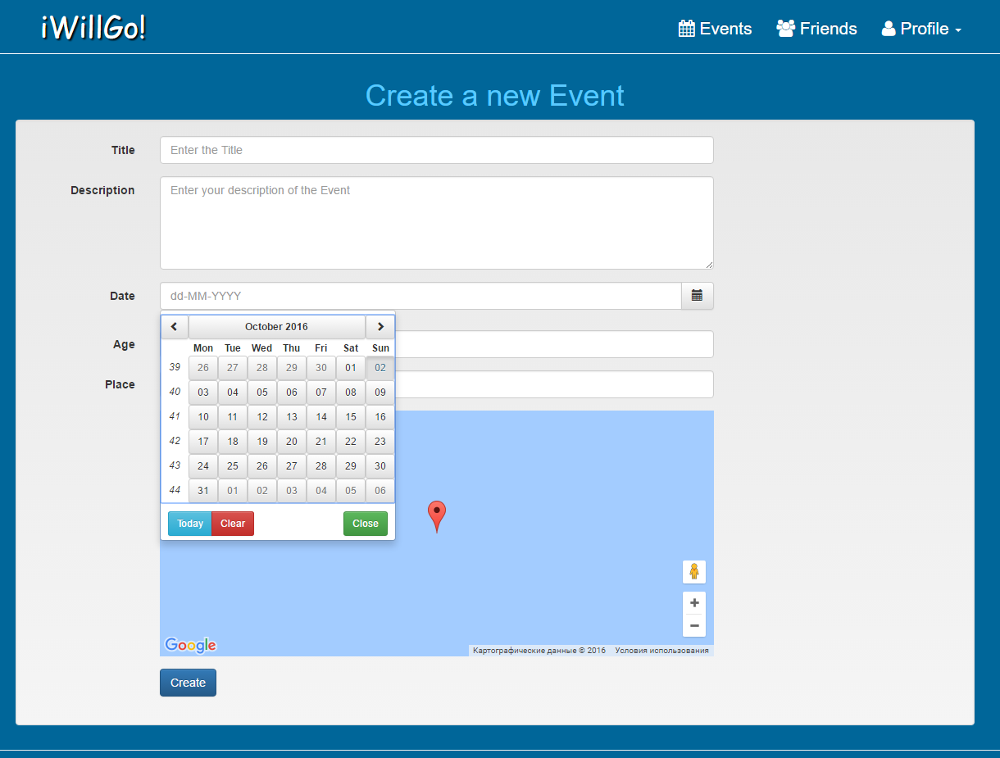 iWillGo!
Events Friends Profile
Create a new Event
Title Enter the Title
Description Enter your description of the Event
Date dd-MM-YYYY
October 2016
Mon Tue Wed Thu Fri Sat Sun
39 26 27 28 29 30 01 02
40 03 04 05 06 07 08 09
41 10 11 12 13 14 15 16
42 17 18 19 20 21 22 23
43 24 25 26 27 28 29 30
44 31 01 02 03 04 05 06
Today Clear Close
Age
Place
Google
Картографические данные © 2016 Условия использования
Create